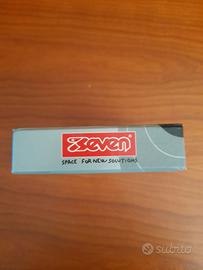 Seven®
SPACE FOR NEW SOLUTIONS
subito